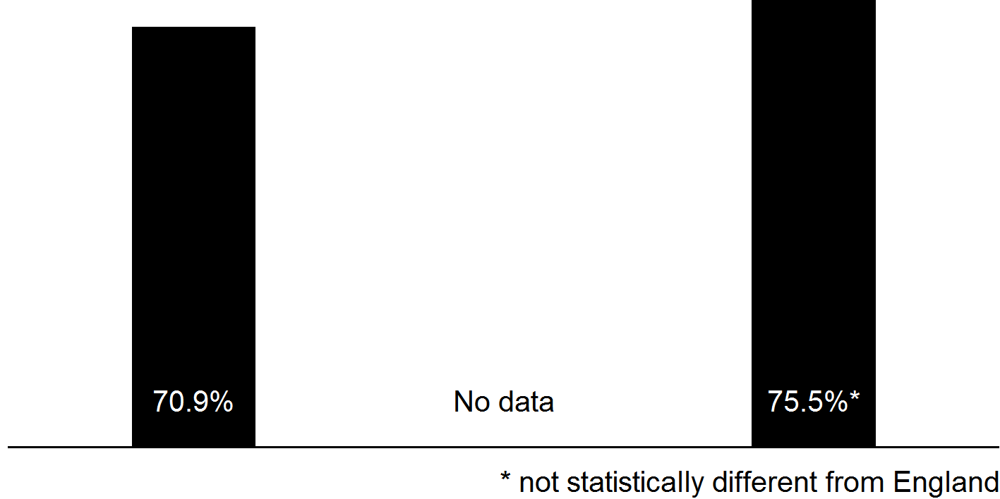 70.9% No data 75.5%*
* not statistically different from England